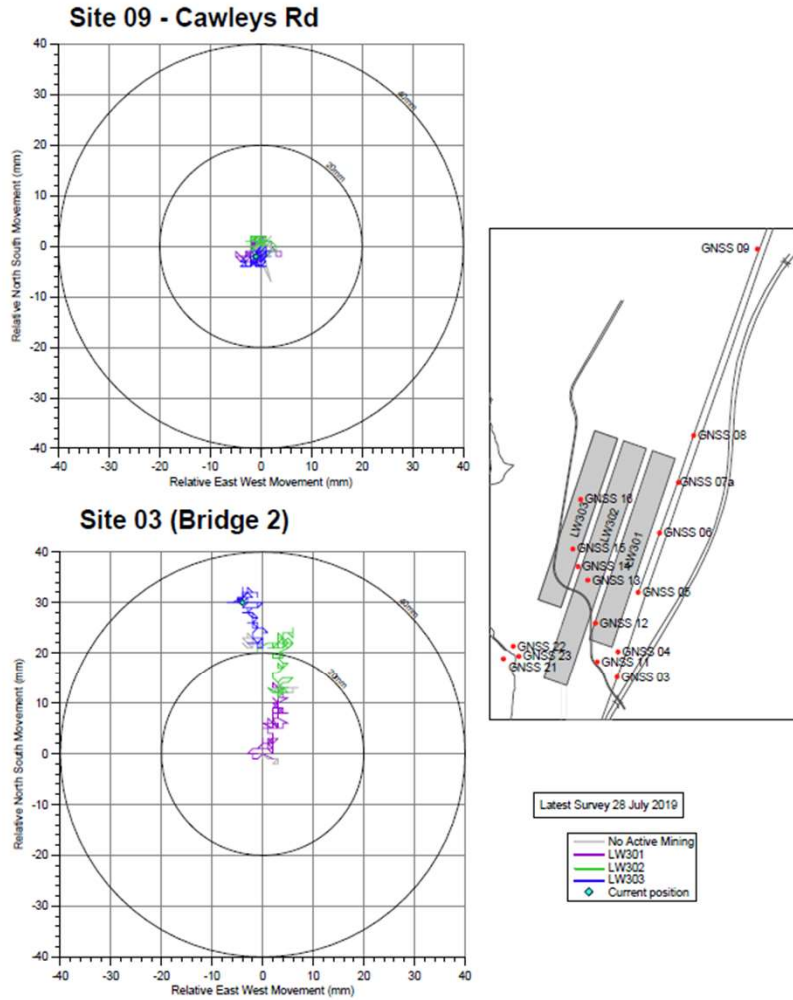 Site 09 - Cawleys Rd
Relative North South Movement (mm)
40
30
20
10
0
-10
-20
-30
-40
40mm
20mm
-40 -30 -20 -10 0 10 20 30 40
Relative East West Movement (mm)
Site 03 (Bridge 2)
Relative North South Movement (mm)
40
30
20
10
0
-10
-20
-30
-40
40mm
20mm
-40 -30 -20 -10 0 10 20 30 40
Relative East West Movement (mm)
GNSS 09
GNSS 08
GNSS 07a
GNSS 16
LW303
LW302
LW301
GNSS 06
GNSS 15
GNSS 14
GNSS 13
GNSS 05
GNSS 12
GNSS 22
GNSS 23
GNSS 21
GNSS 04
GNSS 11
GNSS 03
Latest Survey 28 July 2019
No Active Mining
LW301
LW302
LW303
Current position